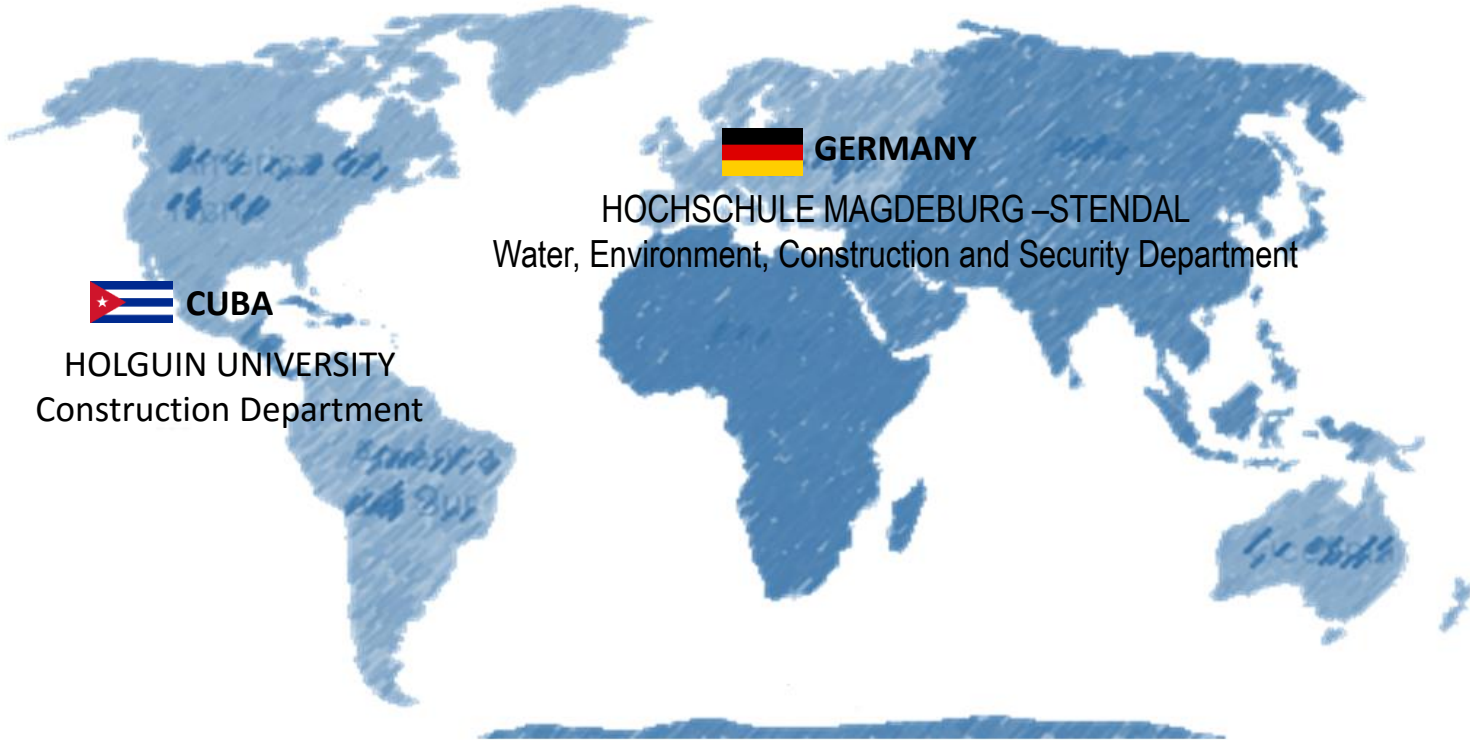 GERMANY
HOCHSCHULE MAGDEBURG –STENDAL
Water, Environment, Construction and Security Department
CUBA
HOLGUIN UNIVERSITY
Construction Department